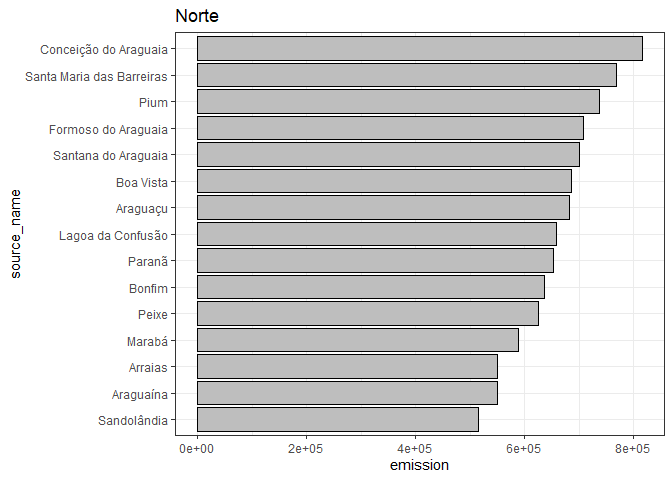 Norte
Conceição do Araguaia
Santa Maria das Barreiras
Pium
Formoso do Araguaia
Santana do Araguaia
Boa Vista
Araguaçu
Lagoa da Confusão
Paranã
Bonfim
Peixe
Marabá
Arraias
Araguaína
Sandolândia
source_name
0e+00 2e+05 4e+05 6e+05 8e+05
emission